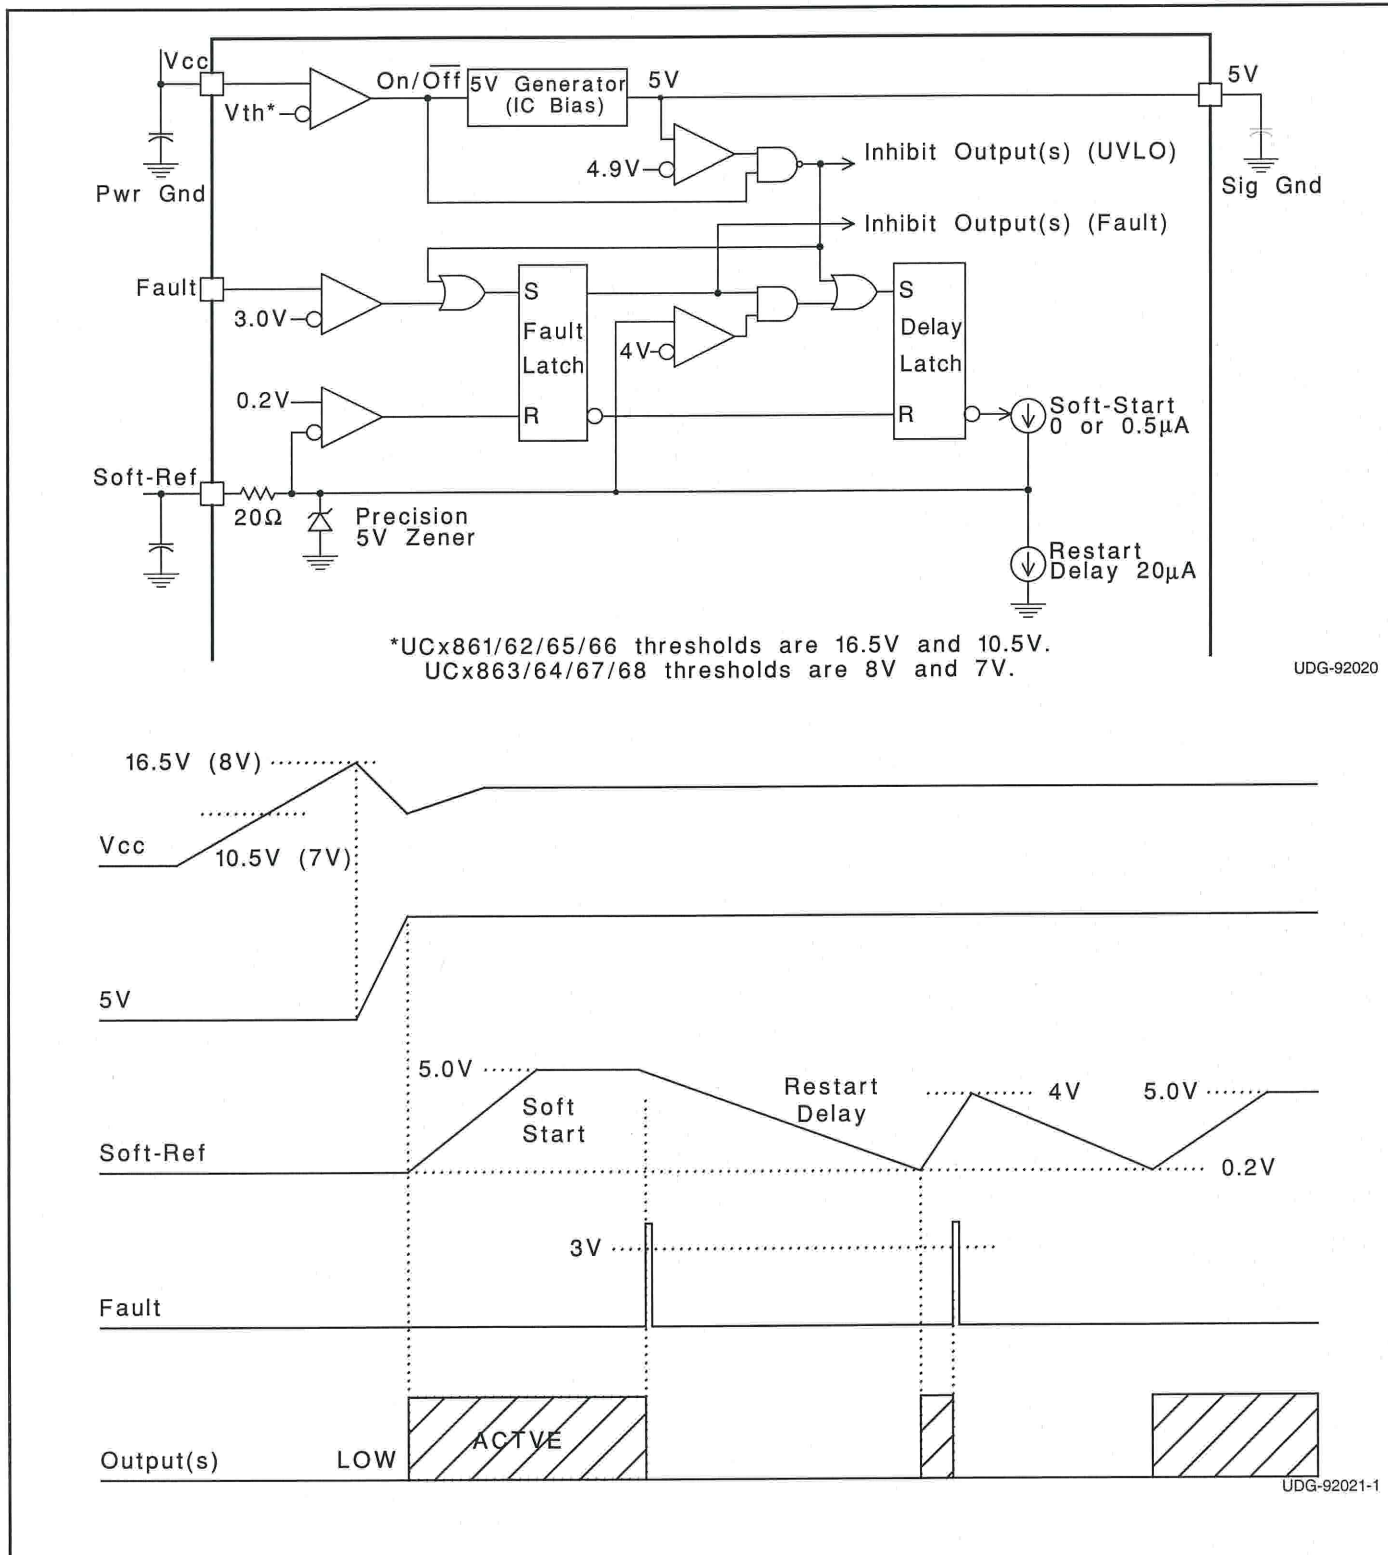 Vcc
Vth*
On/Off
5V Generator
(IC Bias)
5V
5V
4.9V
Inhibit Output(s) (UVLO)
Pwr Gnd
Sig Gnd
Inhibit Output(s) (Fault)
Fault
3.0V
S
Fault
Latch
R
4V
S
Delay
Latch
R
0.2V
Soft-Start
0 or 0.5µA
Soft-Ref
20Ω
Precision
5V Zener
Restart
Delay 20µA
*UCx861/62/65/66 thresholds are 16.5V and 10.5V.
UCx863/64/67/68 thresholds are 8V and 7V.
UDG-92020
16.5V (8V)
Vcc
10.5V (7V)
5V
5.0V
Soft
Start
Restart
Delay
4V
5.0V
Soft-Ref
0.2V
3V
Fault
ACTVE
Output(s)
LOW
UDG-92021-1